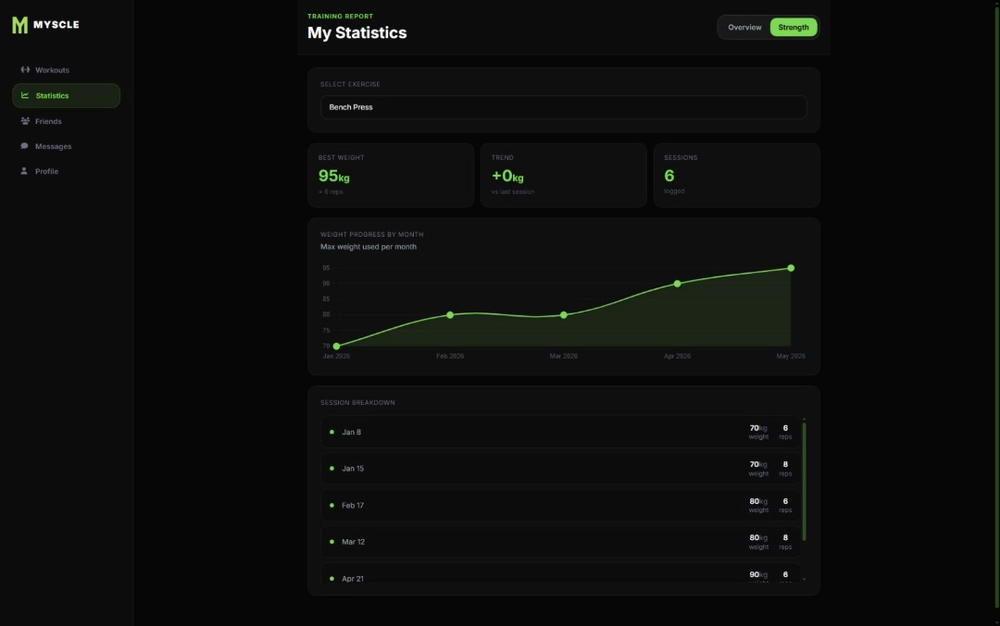 MYSCLE
Workouts
Statistics
Friends
Messages
Profile
TRAINING REPORT
My Statistics
Overview
Strength
SELECT EXERCISE
Bench Press
BEST WEIGHT
95kg
× 6 reps
TREND
+0kg
vs last session
SESSIONS
6
logged
WEIGHT PROGRESS BY MONTH
Max weight used per month
95
90
85
80
75
70
Jan 2026 Feb 2026 Mar 2026 Apr 2026 May 2026
SESSION BREAKDOWN
Jan 8 70kg 6
weight reps
Jan 15 70kg 8
weight reps
Feb 17 80kg 6
weight reps
Mar 12 80kg 8
weight reps
Apr 21 90kg 6